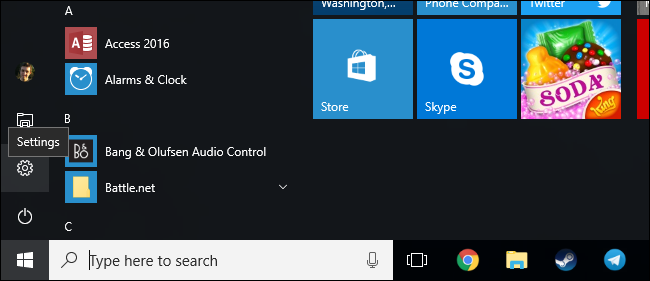 A
Access 2016
Alarms & Clock
B
Bang & Olufsen Audio Control
Battle.net
C
Settings
Washington,...
Phone Compa...
Twitter
Store
Skype
SODA
King
Type here to search